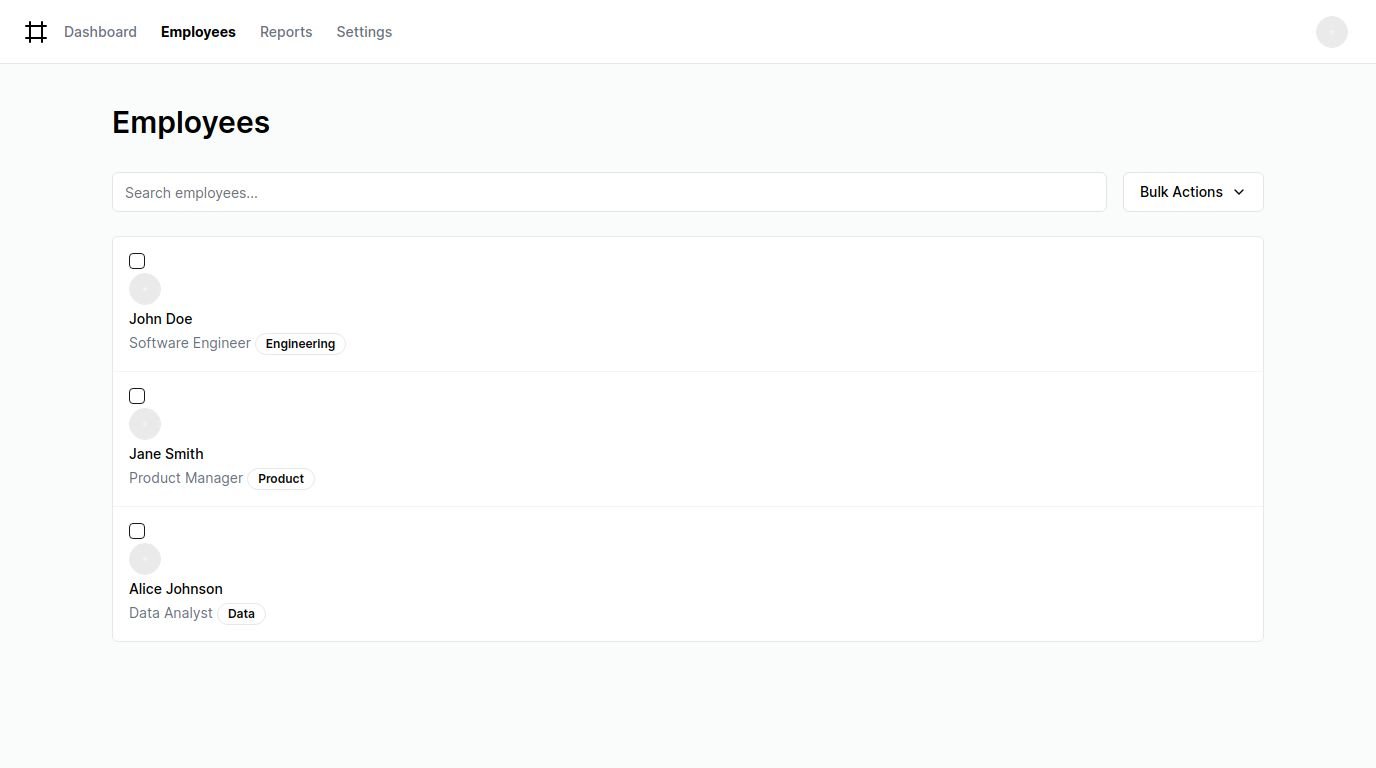 Dashboard Employees Reports Settings
Employees
Search employees...
Bulk Actions
John Doe
Software Engineer Engineering
Jane Smith
Product Manager Product
Alice Johnson
Data Analyst Data